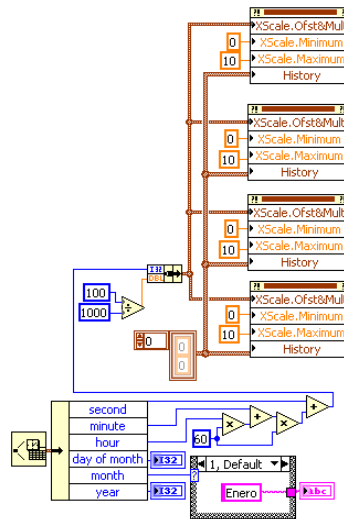 XScale.Ofst&Mult
0
XScale.Minimum
10
XScale.Maximum
History
XScale.Ofst&Mult
0
XScale.Minimum
10
XScale.Maximum
History
XScale.Ofst&Mult
0
XScale.Minimum
10
XScale.Maximum
History
I32
DBL
XScale.Ofst&Mult
100
0
XScale.Minimum
1000
10
XScale.Maximum
0
0
0
History
second
minute
hour
60
day of month
I32
1, Default
month
?
year
I32
Enero
abc